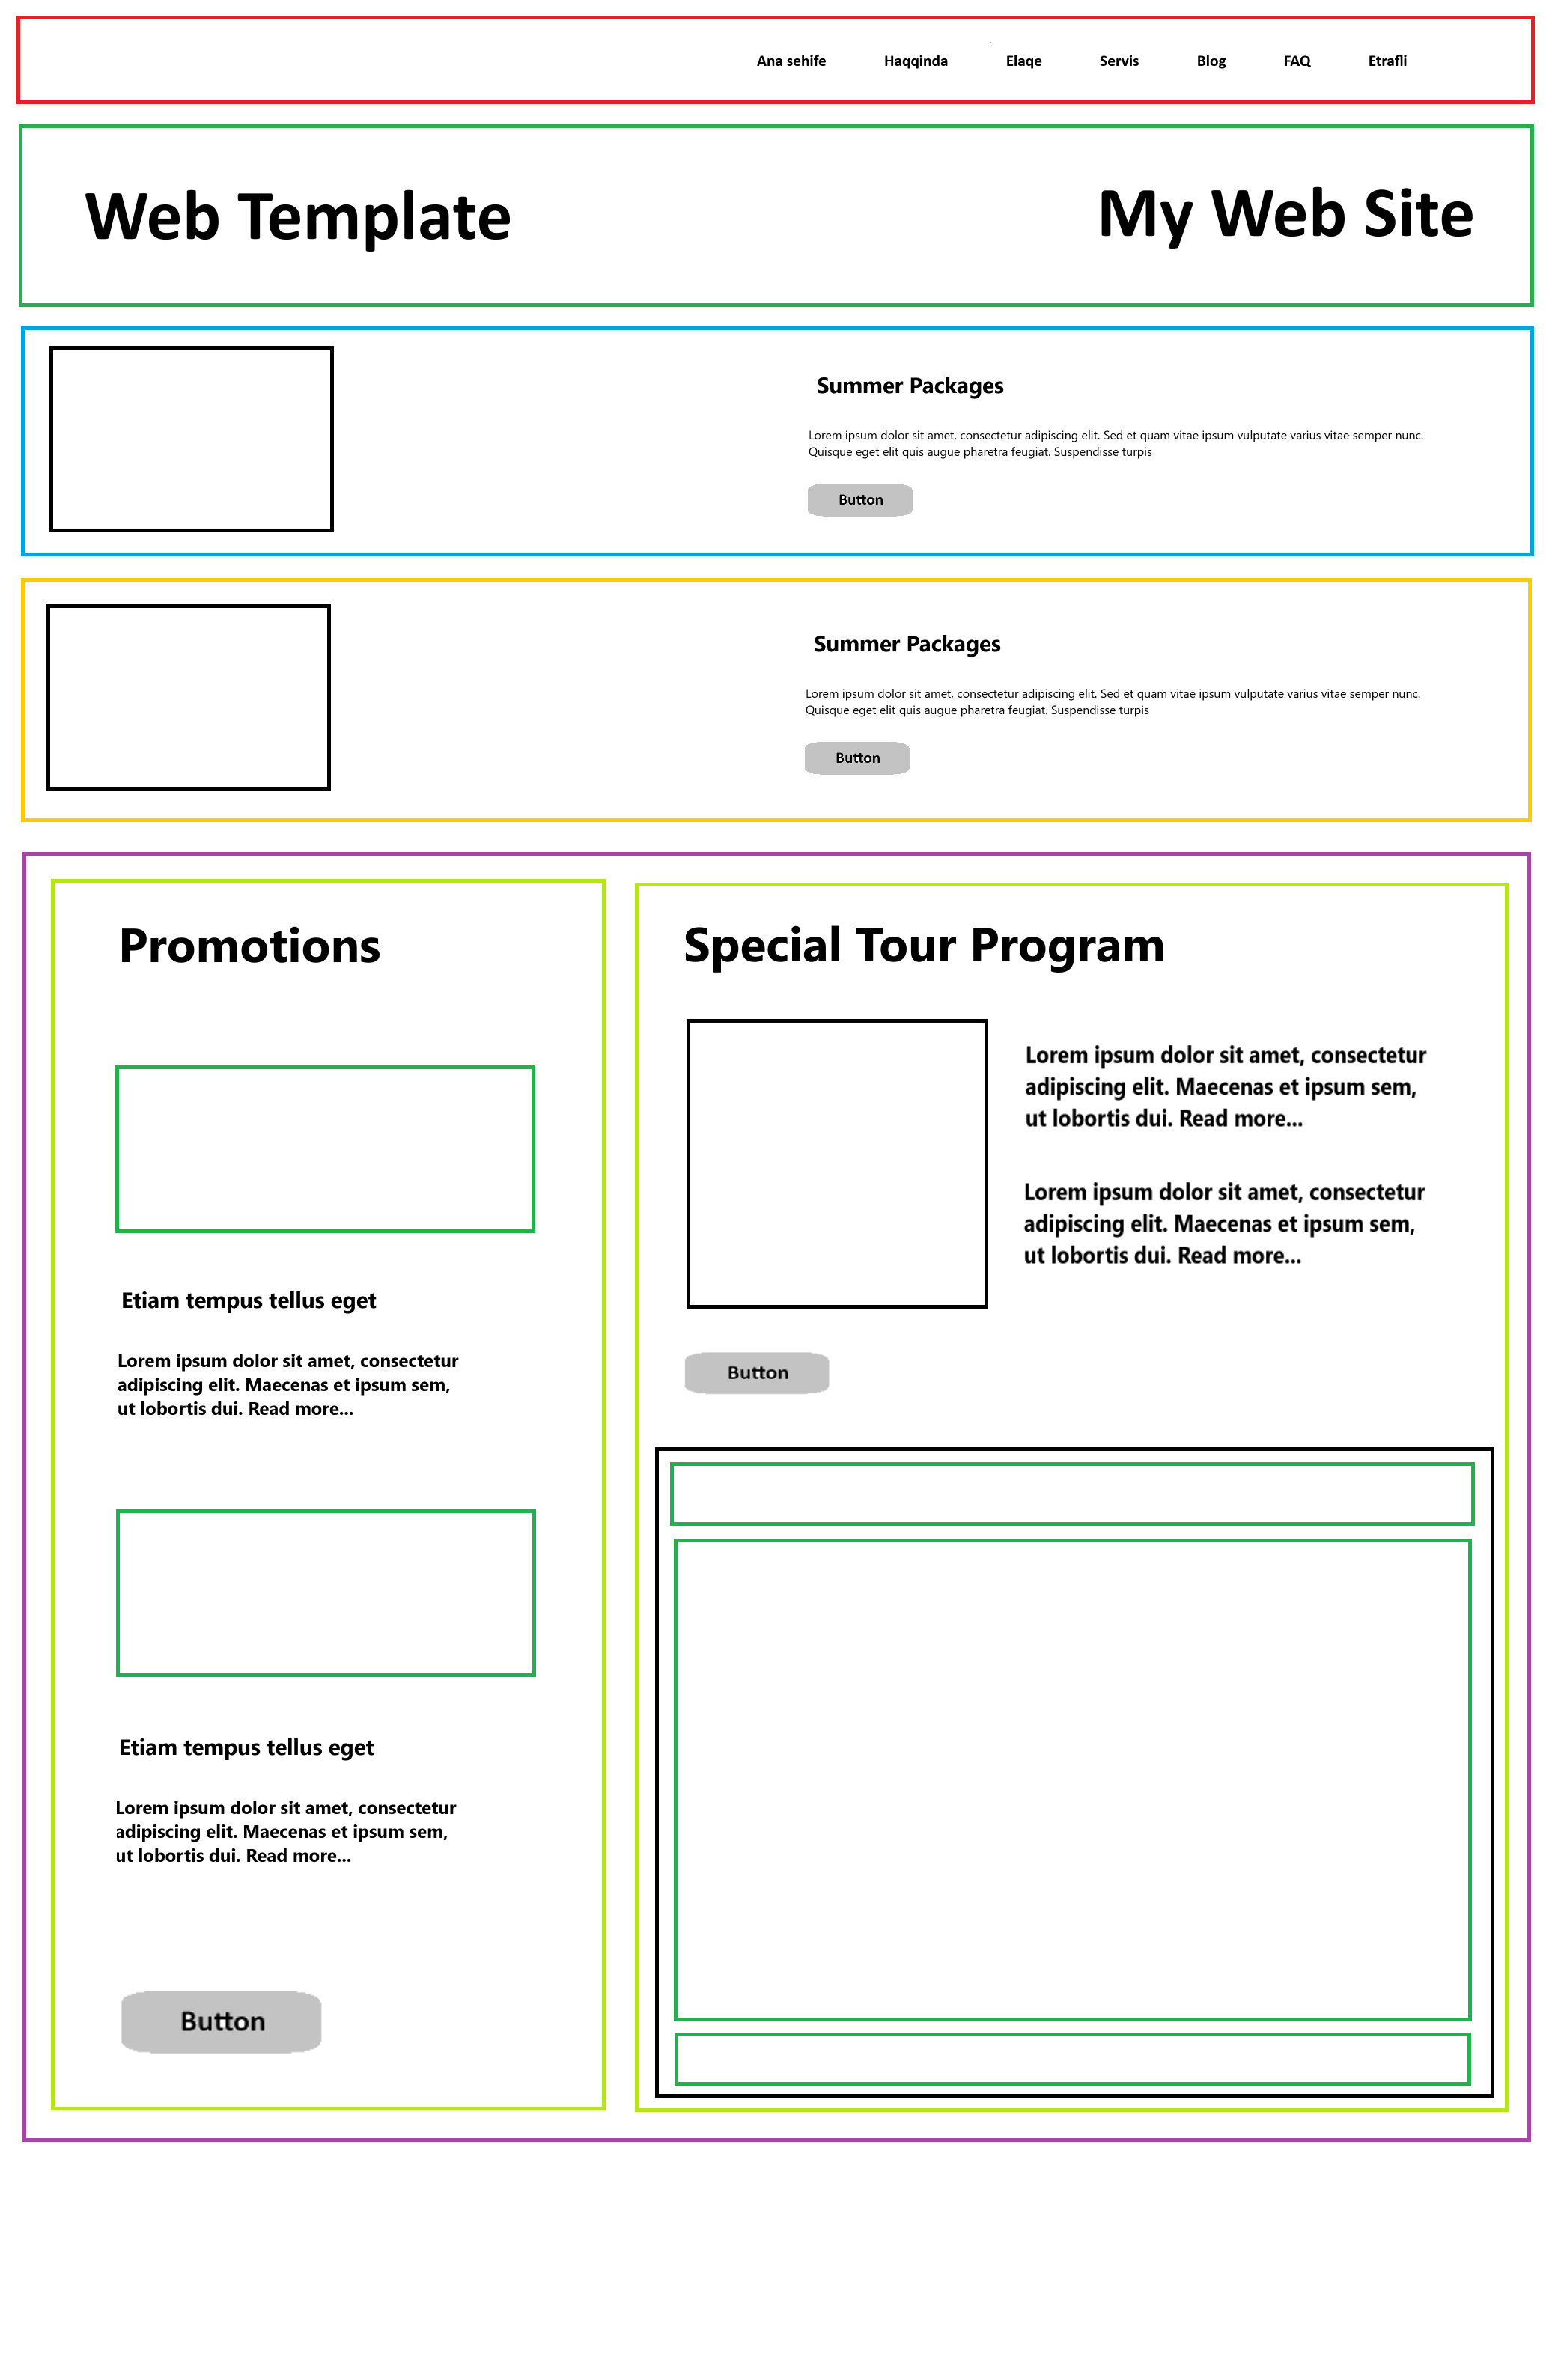 Ana sehife Haqqinda Elaqe Servis Blog FAQ Etrafli
Web Template My Web Site
Summer Packages
Lorem ipsum dolor sit amet, consectetur adipiscing elit. Sed et quam vitae ipsum vulputate varius vitae semper nunc.
Quisque eget elit quis augue pharetra feugiat. Suspendisse turpis
Button
Summer Packages
Lorem ipsum dolor sit amet, consectetur adipiscing elit. Sed et quam vitae ipsum vulputate varius vitae semper nunc.
Quisque eget elit quis augue pharetra feugiat. Suspendisse turpis
Button
Promotions
Etiam tempus tellus eget
Lorem ipsum dolor sit amet, consectetur
adipiscing elit. Maecenas et ipsum sem,
ut lobortis dui. Read more...
Etiam tempus tellus eget
Lorem ipsum dolor sit amet, consectetur
adipiscing elit. Maecenas et ipsum sem,
ut lobortis dui. Read more...
Button
Special Tour Program
Lorem ipsum dolor sit amet, consectetur
adipiscing elit. Maecenas et ipsum sem,
ut lobortis dui. Read more...
Lorem ipsum dolor sit amet, consectetur
adipiscing elit. Maecenas et ipsum sem,
ut lobortis dui. Read more...
Button